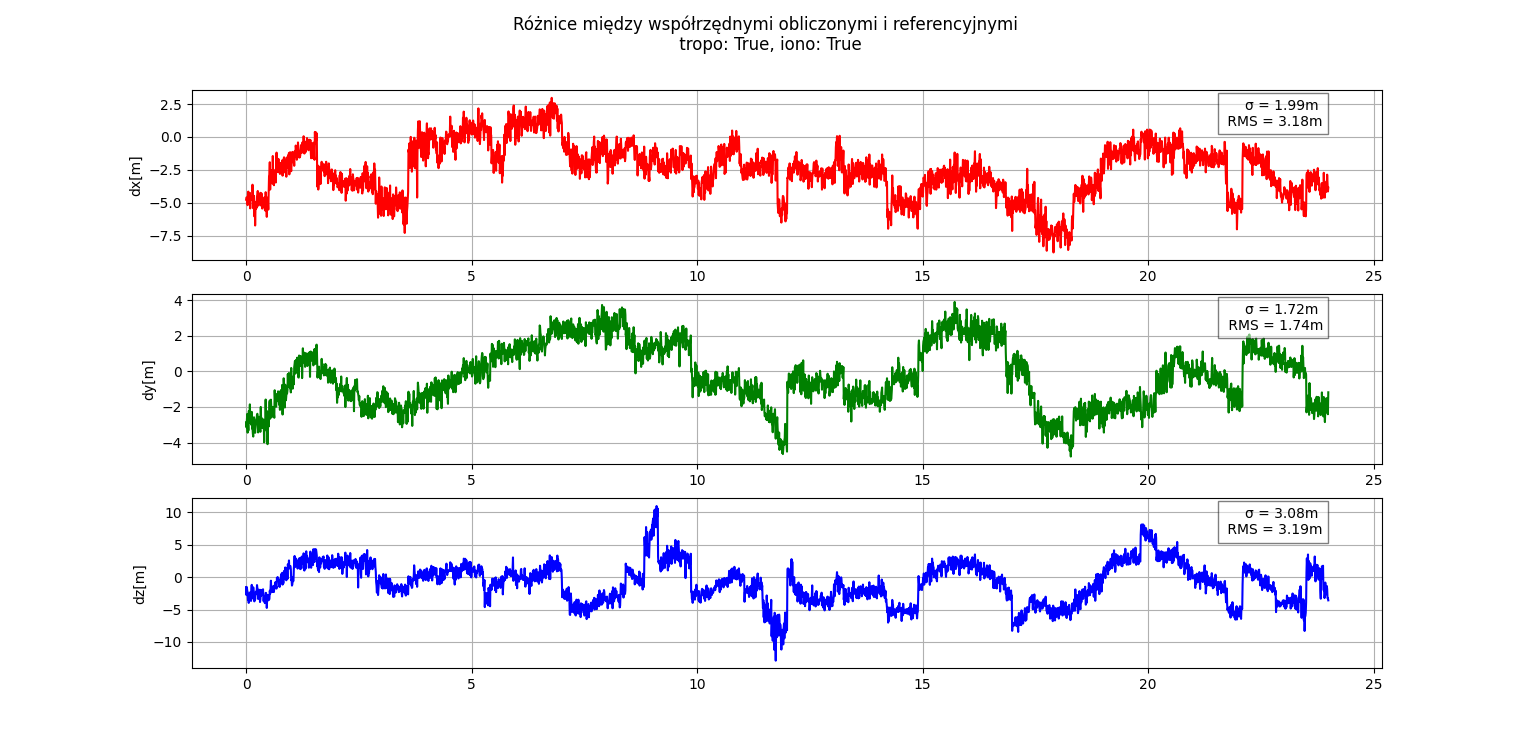 Różnice między współrzędnymi obliczonymi i referencyjnymi
tropo: True, iono: True
dx[m]
2.5
0.0
−2.5
−5.0
−7.5
σ = 1.99m
RMS = 3.18m
0 5 10 15 20 25
dy[m]
4
2
0
−2
−4
σ = 1.72m
RMS = 1.74m
0 5 10 15 20 25
dz[m]
10
5
0
−5
−10
σ = 3.08m
RMS = 3.19m
0 5 10 15 20 25